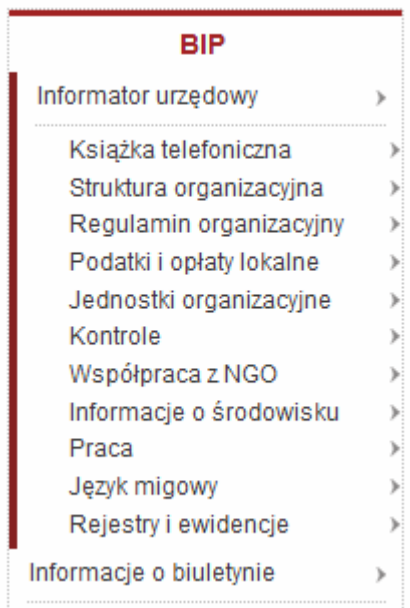 BIP
Informator urzędowy
Książka telefoniczna
Struktura organizacyjna
Regulamin organizacyjny
Podatki i opłaty lokalne
Jednostki organizacyjne
Kontrole
Współpraca z NGO
Informacje o środowisku
Praca
Język migowy
Rejestry i ewidencje
Informacje o biuletynie